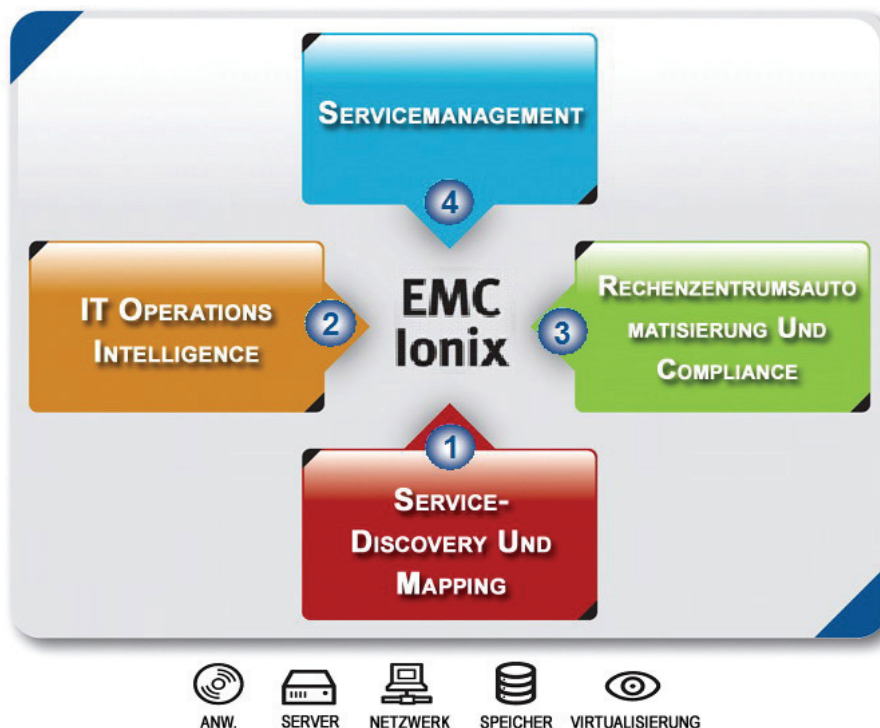 SERVICEMANAGEMENT
4
IT OPERATIONS
INTELLIGENCE
2
EMC
Ionix
3
RECHENZENTRUMSAUTO
MATISIERUNG UND
COMPLIANCE
1
SERVICE-
DISCOVERY UND
MAPPING
ANW.
SERVER
NETZWERK
SPEICHER
VIRTUALISIERUNG